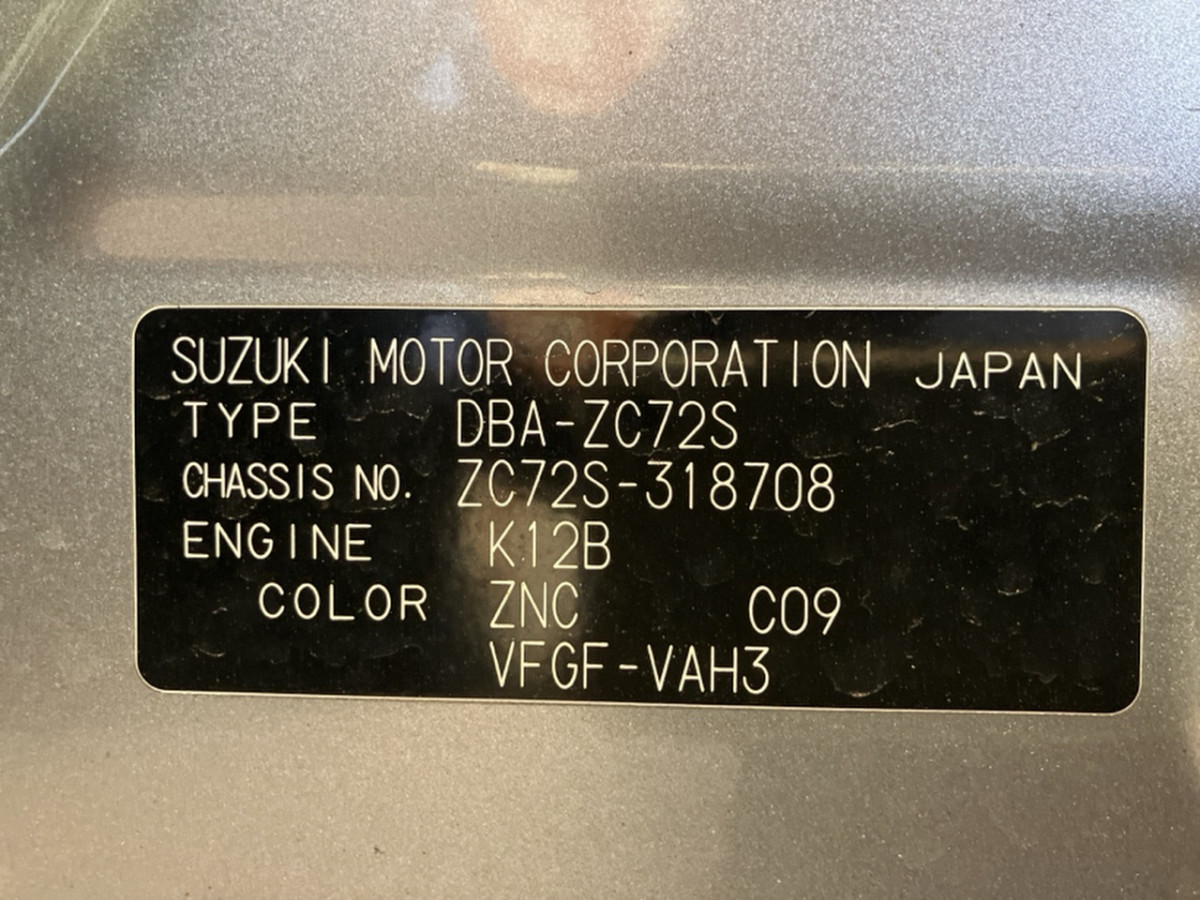 SUZUKI MOTOR CORPORATION JAPAN
TYPE DBA-ZC72S
CHASSIS NO. ZC72S-318708
ENGINE K12B
COLOR ZNC C09
VFGF-VAH3